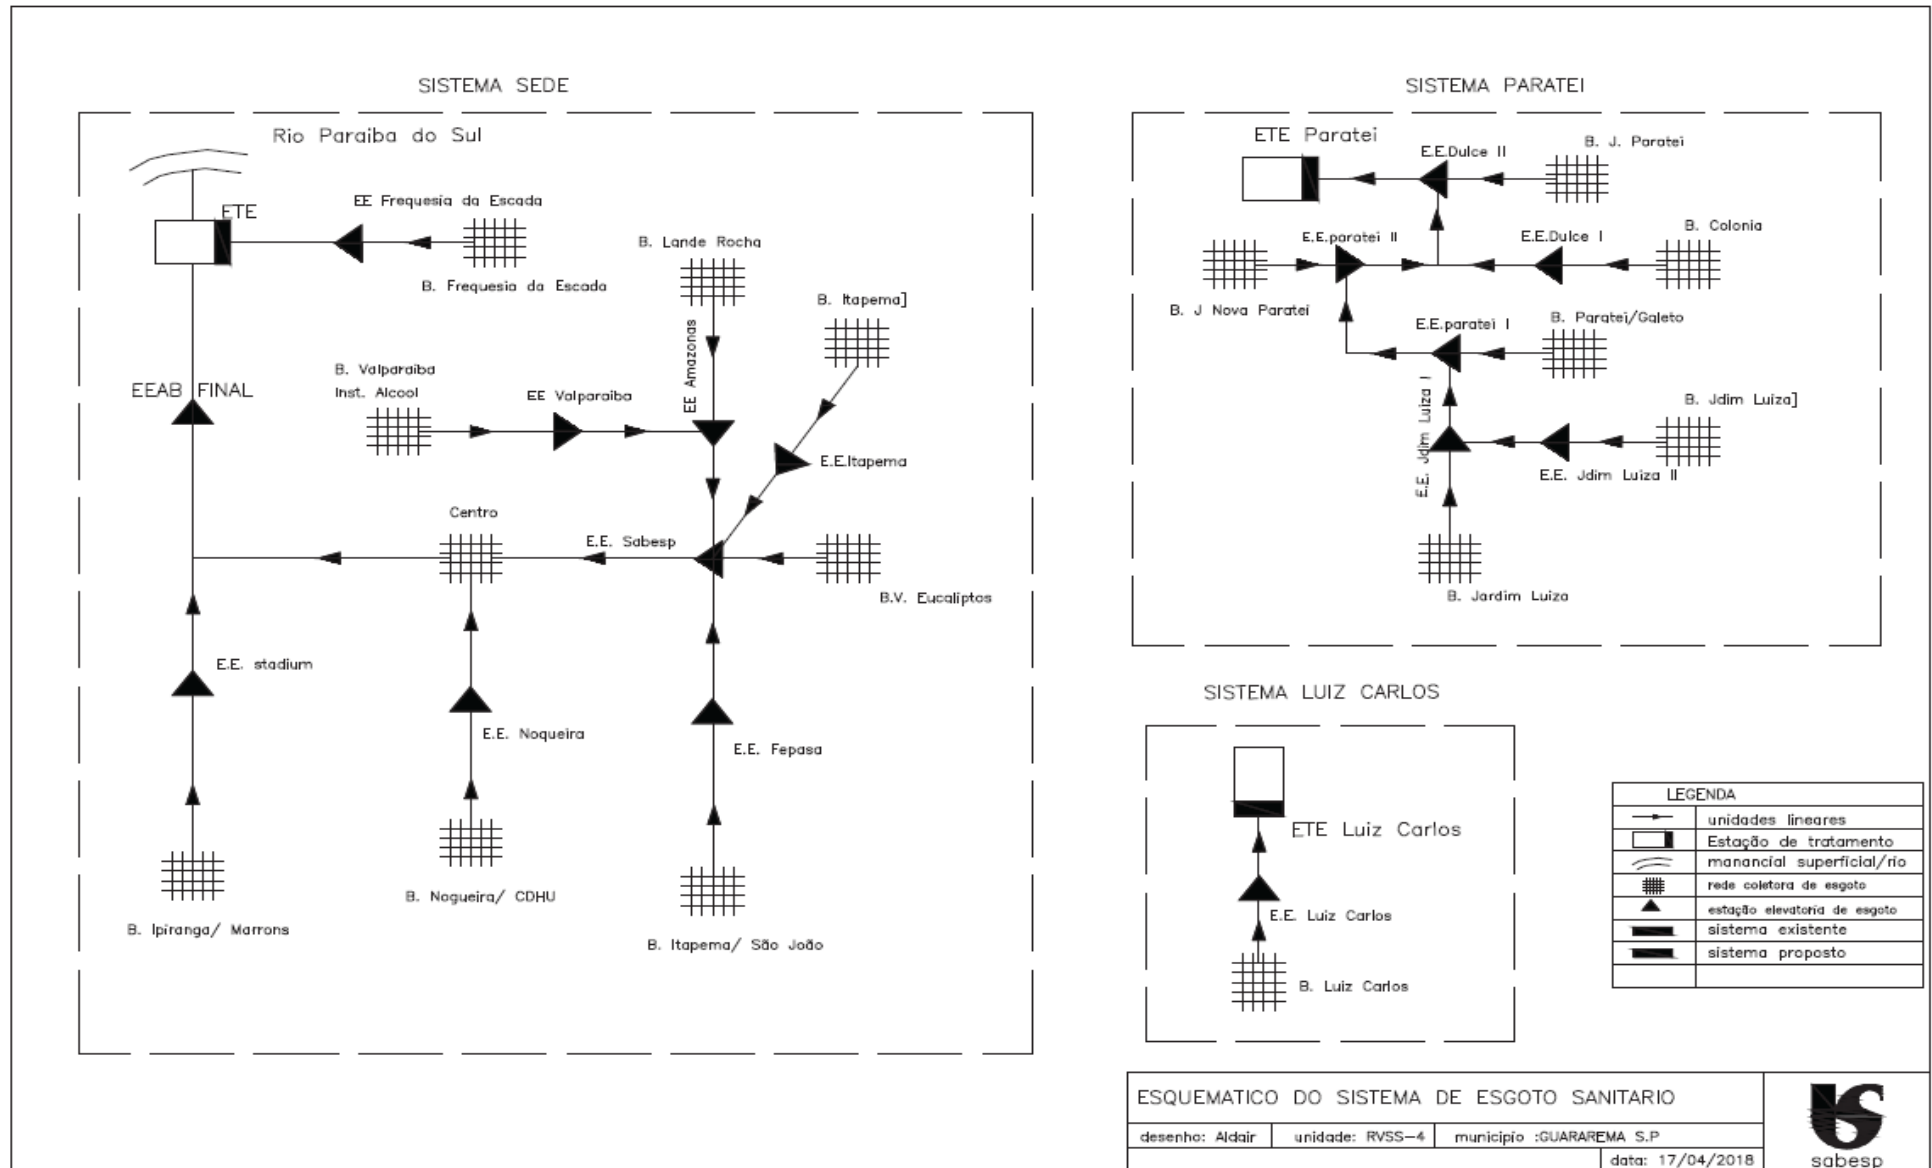 SISTEMA SEDE
Rio Paraiba do Sul
ETE
EE Frequesia da Escada
B. Frequesia da Escada
B. Lande Rocha
B. Itapema]
EE Amazonas
B. Valparaiba
Inst. Alcool
EE Valparaiba
EEAB FINAL
E.E.Itapema
Centro
E.E. Sabesp
B.V. Eucaliptos
E.E. stadium
E.E. Noqueira
E.E. Fepasa
B. Ipiranga/ Marrons
B. Nogueira/ CDHU
B. Itapema/ São João
SISTEMA PARATEI
ETE Paratei
E.E.Dulce II
B. J. Paratei
E.E.paratei II
E.E.Dulce I
B. Colonia
B. J Nova Paratei
E.E.paratei I
B. Paratei/Galeto
E.E. Jdim Luiza I
B. Jdim Luiza]
E.E. Jdim Luiza II
B. Jardim Luiza
SISTEMA LUIZ CARLOS
ETE Luiz Carlos
E.E. Luiz Carlos
B. Luiz Carlos
LEGENDA
unidades lineares
Estação de tratamento
manancial superficial/rio
rede coletora de esgoto
estação elevatoria de esgoto
sistema existente
sistema proposto
ESQUEMATICO DO SISTEMA DE ESGOTO SANITARIO
desenho: Aldair unidade: RVSS-4 municipio :GUARAREMA S.P
data: 17/04/2018
sabesp